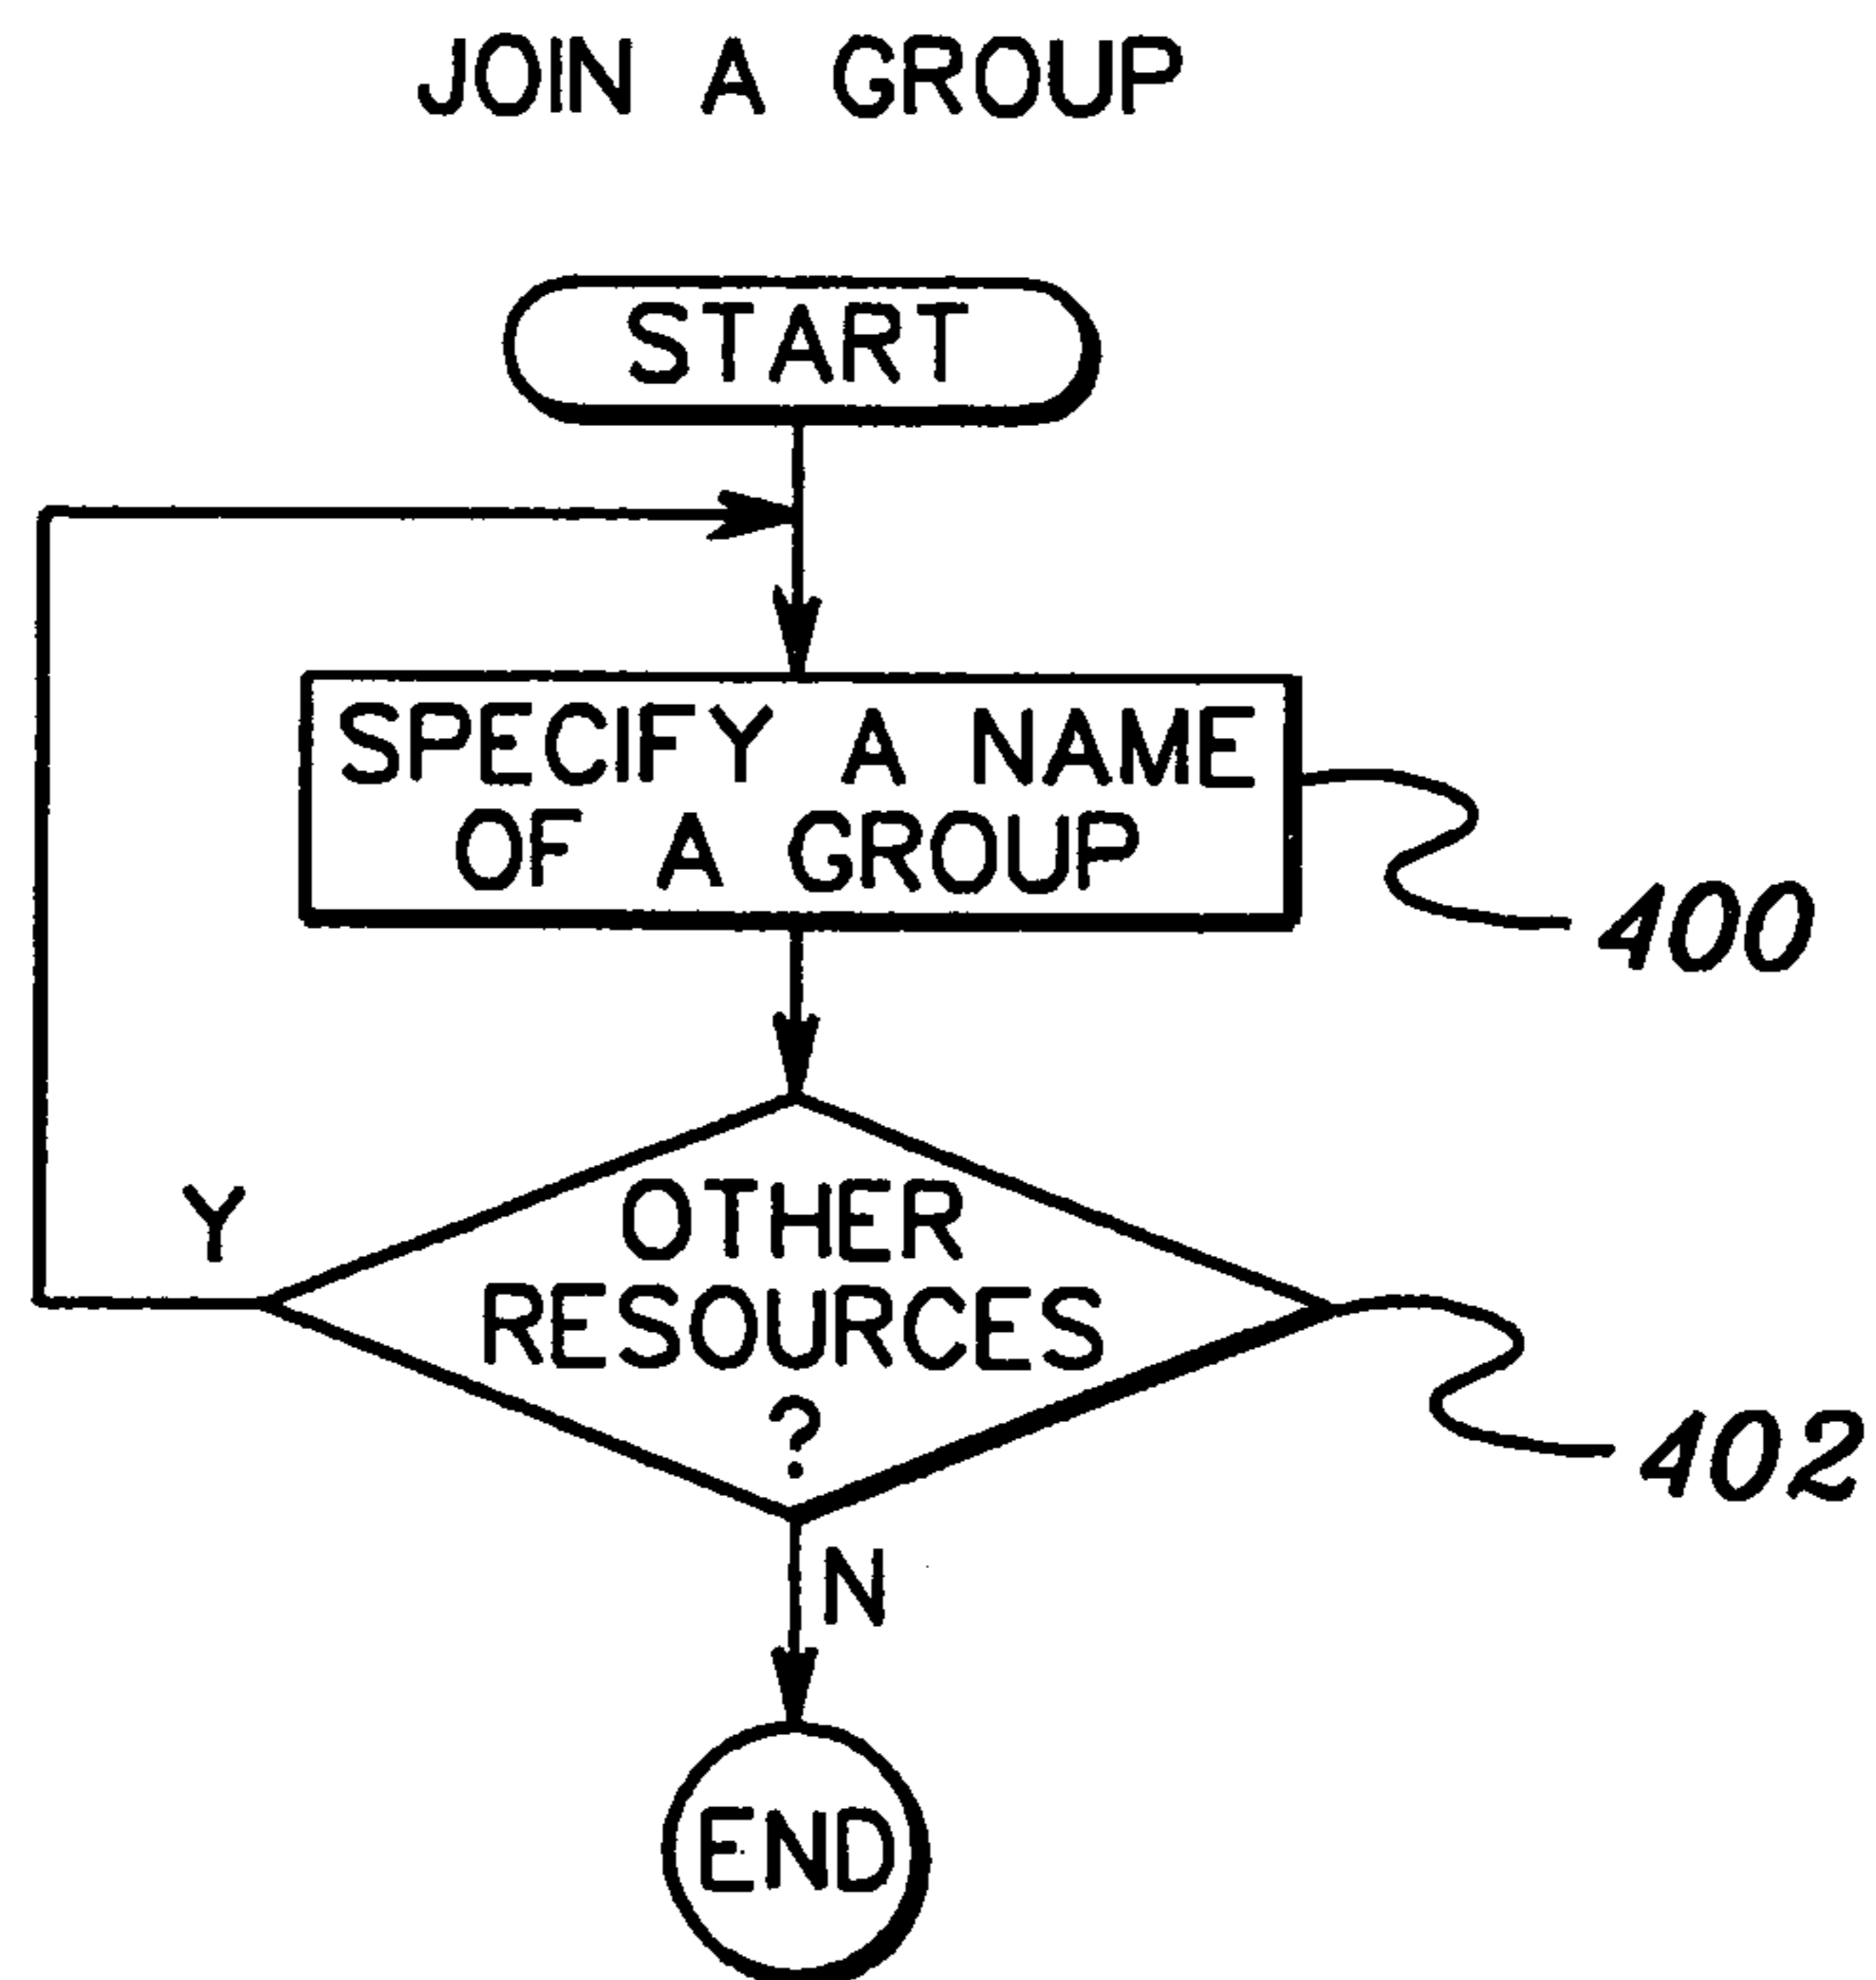 JOIN A GROUP
START
SPECIFY A NAME
OF A GROUP
400
Y
OTHER
RESOURCES
?
402
N
END